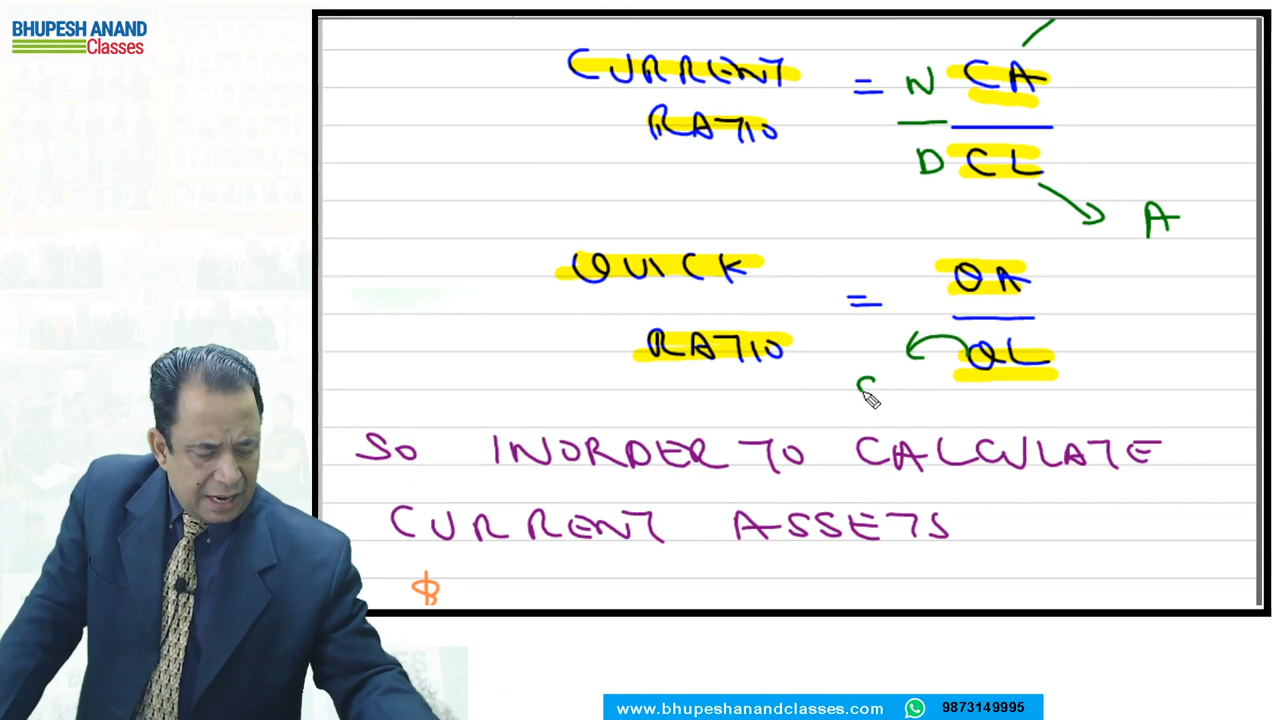 BHUPESH ANAND
Classes
CURRENT RATIO = N/D CA/CL
A
QUICK RATIO = QA/QL
SO INORDER TO CALCULATE
CURRENT ASSETS
www.bhupeshanandclasses.com 9873149995